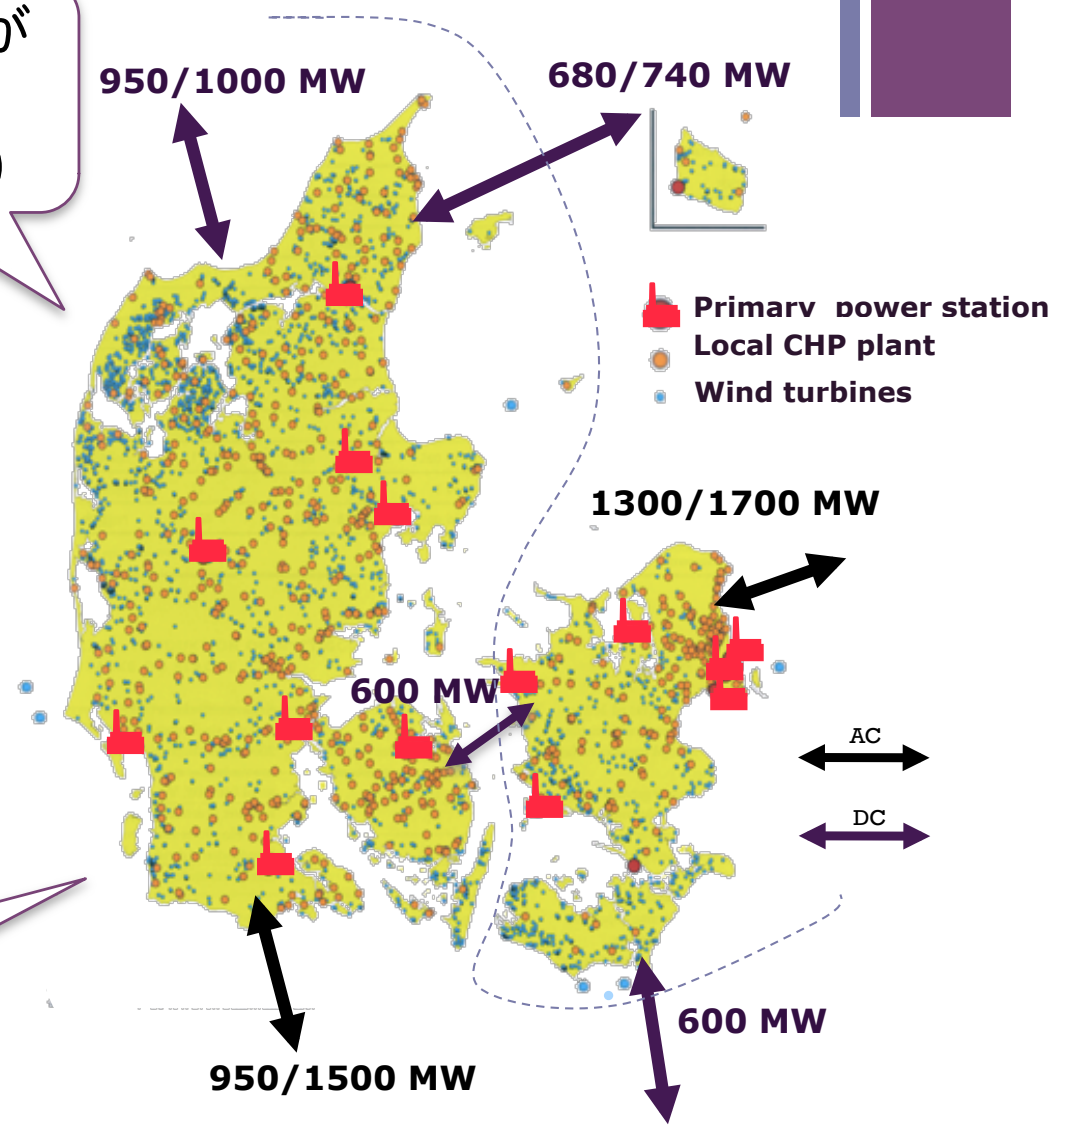 が
)
950/1000 MW
680/740 MW
Primary power station
Local CHP plant
Wind turbines
1300/1700 MW
600 MW
AC
DC
600 MW
950/1500 MW